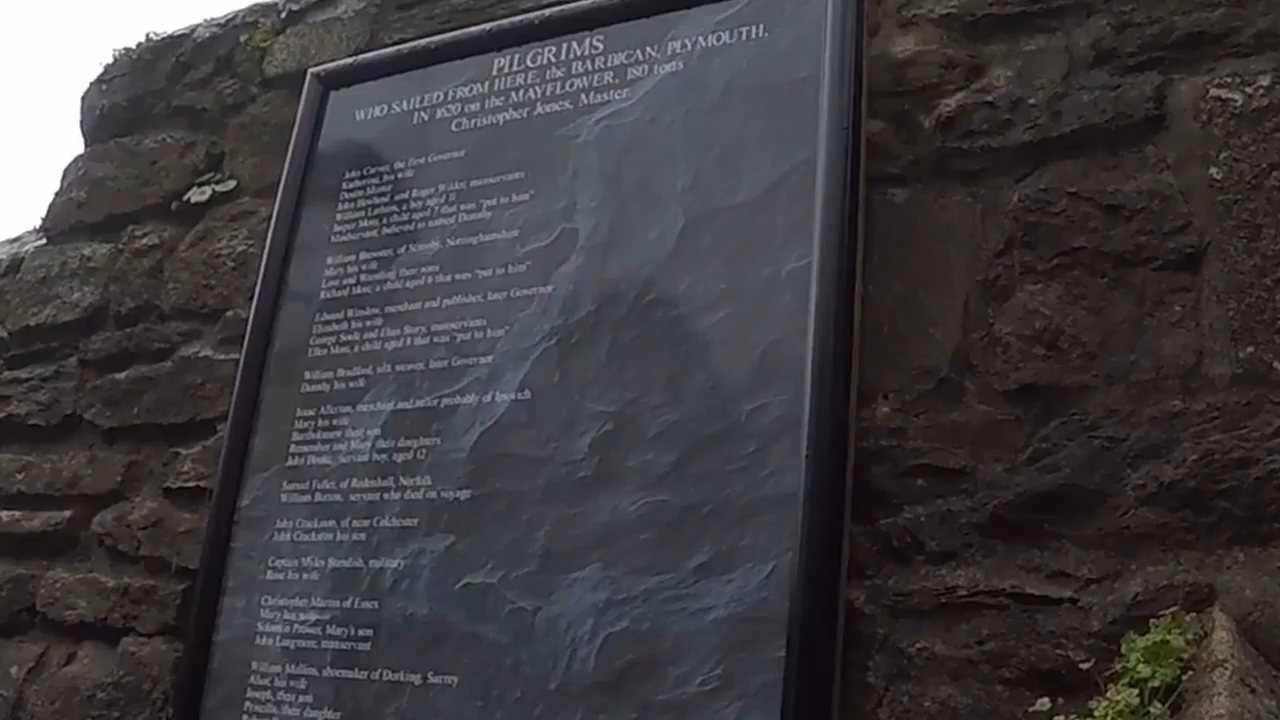 PILGRIMS
WHO SAILED FROM HERE, the BARBICAN, PLYMOUTH,
IN 1620 on the MAYFLOWER, 180 tons
Christopher Jones, Master.
John Carver, the First Governor
Katherine, his wife
Desire Minter
John Howland and Roger Wilder, manservants
William Latham, a boy aged 11
Jasper More, a child aged 7 that was "put to him"
Maidservant, believed to named Dorothy
William Brewster, of Scrooby, Nottinghamshire
Mary his wife
Love and Wrestling their sons
Richard More, a child aged 6 that was "put to him"
Edward Winslow, merchant and publisher, later Governor
Elizabeth his wife
George Soule and Elias Story, manservants
Ellen More, a child aged 8 that was "put to him"
William Bradford, silk weaver, later Governor
Dorothy his wife
Isaac Allerton, merchant and tailor probably of Ipswich
Mary his wife
Bartholomew their son
Remember and Mary their daughters
John Hooke, servant boy, aged 12
Samuel Fuller, of Redenhall, Norfolk
William Button, servant who died on voyage
John Crackston, of near Colchester
John Crackston his son
Captain Myles Standish, military
Rose his wife
Christopher Martin of Essex
Mary his wife
Solomon Prower, Mary's son
John Langmore, manservant
William Mullins, shoemaker of Dorking, Surrey
Alice, his wife
Joseph, their son
Priscilla, their daughter